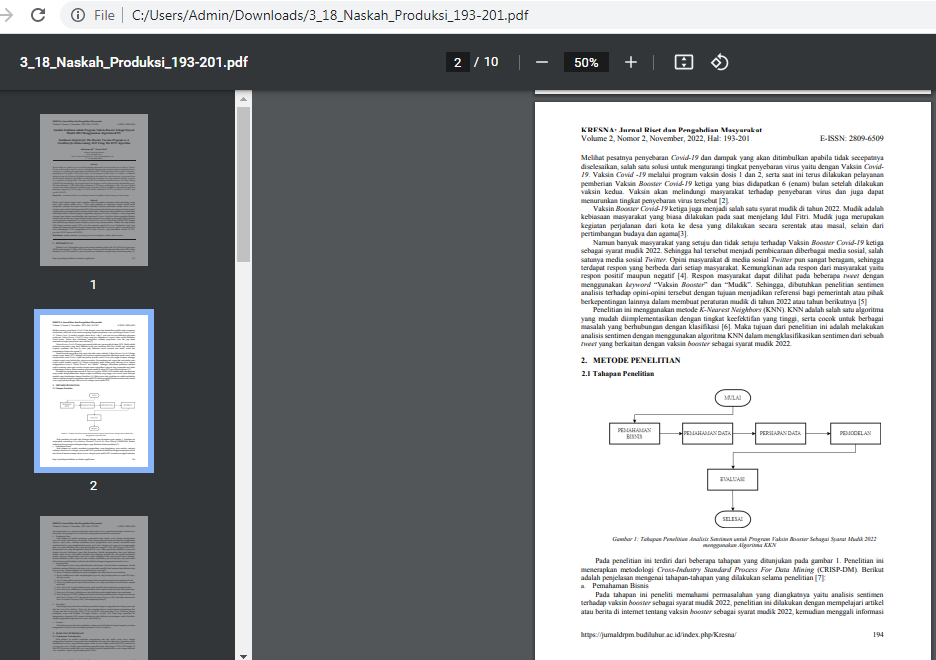 File | C:/Users/Admin/Downloads/3_18_Naskah_Produksi_193-201.pdf
3_18_Naskah_Produksi_193-201.pdf
2 / 10
50%
1
2
KRESNA: Jurnal Riset dan Pengabdian Masyarakat
Volume 2, Nomor 2, November, 2022, Hal: 193-201 E-ISSN: 2809-6509
Melihat pesatnya penyebaran Covid-19 dan dampak yang akan ditimbulkan apabila tidak secepatnya
diselesaikan, salah satu solusi untuk mengurangi tingkat penyebaran virus yaitu dengan Vaksin Covid-
19. Vaksin Covid -19 melalui program vaksin dosis 1 dan 2, serta saat ini terus dilakukan pelayanan
pemberian Vaksin Booster Covid-19 ketiga yang bias didapatkan 6 (enam) bulan setelah dilakukan
vaksin kedua. Vaksin akan melindungi masyarakat terhadap penyebaran virus dan juga dapat
menurunkan tingkat penyebaran virus tersebut [2].
Vaksin Booster Covid-19 ketiga juga menjadi salah satu syarat mudik di tahun 2022. Mudik adalah
kebiasaan masyarakat yang biasa dilakukan pada saat menjelang Idul Fitri. Mudik juga merupakan
kegiatan perjalanan dari kota ke desa yang dilakukan secara serentak atau masal, selain dari
pertimbangan budaya dan agama[3].
Namun banyak masyarakat yang setuju dan tidak setuju terhadap Vaksin Booster Covid-19 ketiga
sebagai syarat mudik 2022. Sehingga hal tersebut menjadi pembicaraan diberbagai media sosial, salah
satunya media sosial Twitter. Opini masyarakat di media sosial Twitter pun sangat beragam, sehingga
terdapat respon yang berbeda dari setiap masyarakat. Kemungkinan ada respon dari masyarakat yaitu
respon positif maupun negatif [4]. Respon masyarakat dapat dilihat pada beberapa tweet dengan
menggunakan keyword “Vaksin Booster” dan “Mudik”. Sehingga, dibutuhkan penelitian sentimen
analisis terhadap opini-opini tersebut dengan tujuan menjadikan referensi bagi pemerintah atau pihak
berkepentingan lainnya dalam membuat peraturan mudik di tahun 2022 atau tahun berikutnya [5]
Penelitian ini menggunakan metode K-Nearest Neighbors (KNN). KNN adalah salah satu algoritma
yang mudah diimplementasikan dengan tingkat keefektifan yang tinggi, serta cocok untuk berbagai
masalah yang berhubungan dengan klasifikasi [6]. Maka tujuan dari penelitian ini adalah melakukan
analisis sentimen dengan menggunakan algoritma KNN dalam mengklasifikasikan sentimen dari sebuah
tweet yang berkaitan dengan vaksin booster sebagai syarat mudik 2022.
2. METODE PENELITIAN
2.1 Tahapan Penelitian
MULAI
PEMAHAMAN BISNIS
PEMAHAMAN DATA
PERSIAPAN DATA
PEMODELAN
EVALUASI
SELESAI
Gambar 1: Tahapan Penelitian Analisis Sentimen untuk Program Vaksin Booster Sebagai Syarat Mudik 2022
menggunakan Algoritma KKN
Pada penelitian ini terdiri dari beberapa tahapan yang ditunjukan pada gambar 1. Penelitian ini
menerapkan metodologi Cross-Industry Standard Process For Data Mining (CRISP-DM). Berikut
adalah penjelasan mengenai tahapan-tahapan yang dilakukan selama penelitian [7]:
a. Pemahaman Bisnis
Pada tahapan ini peneliti memahami permasalahan yang diangkatnya yaitu analisis sentimen
terhadap vaksin booster sebagai syarat mudik 2022, penelitian ini dilakukan dengan mempelajari artikel
atau berita di internet tentang vaksin booster sebagai syarat mudik 2022, kemudian menggali informasi
https://jurnaldrpm.budiluhur.ac.id/index.php/Kresna/ 194